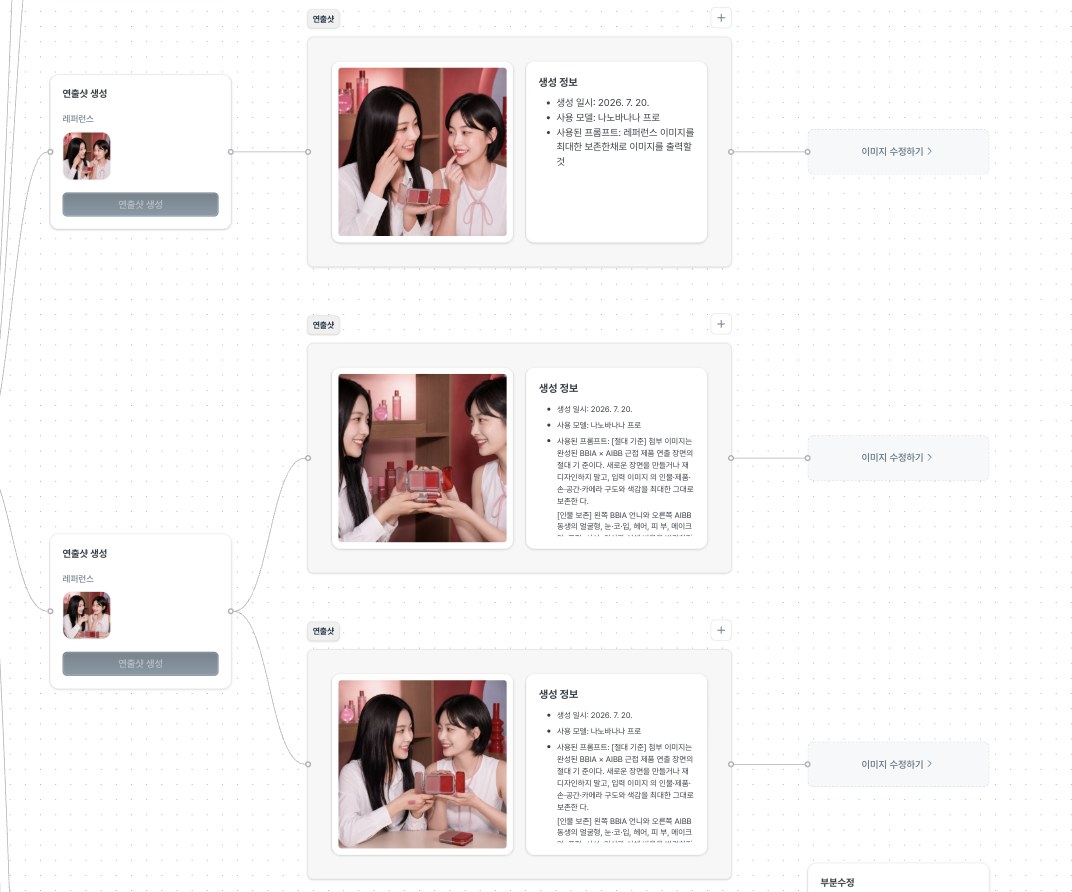 연출샷
연출샷 생성
레퍼런스
연출샷 생성
생성 정보
생성 일시: 2026. 7. 20.
사용 모델: 나노바나나 프로
사용된 프롬프트: 레퍼런스 이미지를
최대한 보존한채로 이미지를 출력할
것
이미지 수정하기
연출샷
생성 정보
생성 일시: 2026. 7. 20.
사용 모델: 나노바나나 프로
사용된 프롬프트: [절대 기준] 첨부 이미지는
완성된 BBIA × AIBB 근접 제품 연출 장면의
절대 기 준이다. 새로운 장면을 만들거나 재
디자인하지 말고, 입력 이미지 의 인물·제품·
손·공간·카메라 구도와 색감을 최대한 그대로
보존한 다.
[인물 보존] 왼쪽 BBIA 언니와 오른쪽 AIBB
동생의 얼굴형, 눈·코·입, 헤어, 피 부, 메이크
이미지 수정하기
연출샷 생성
레퍼런스
연출샷 생성
연출샷
생성 정보
생성 일시: 2026. 7. 20.
사용 모델: 나노바나나 프로
사용된 프롬프트: [절대 기준] 첨부 이미지는
완성된 BBIA × AIBB 근접 제품 연출 장면의
절대 기 준이다. 새로운 장면을 만들거나 재
디자인하지 말고, 입력 이미지 의 인물·제품·
손·공간·카메라 구도와 색감을 최대한 그대로
보존한 다.
[인물 보존] 왼쪽 BBIA 언니와 오른쪽 AIBB
동생의 얼굴형, 눈·코·입, 헤어, 피 부, 메이크
이미지 수정하기
부분수정